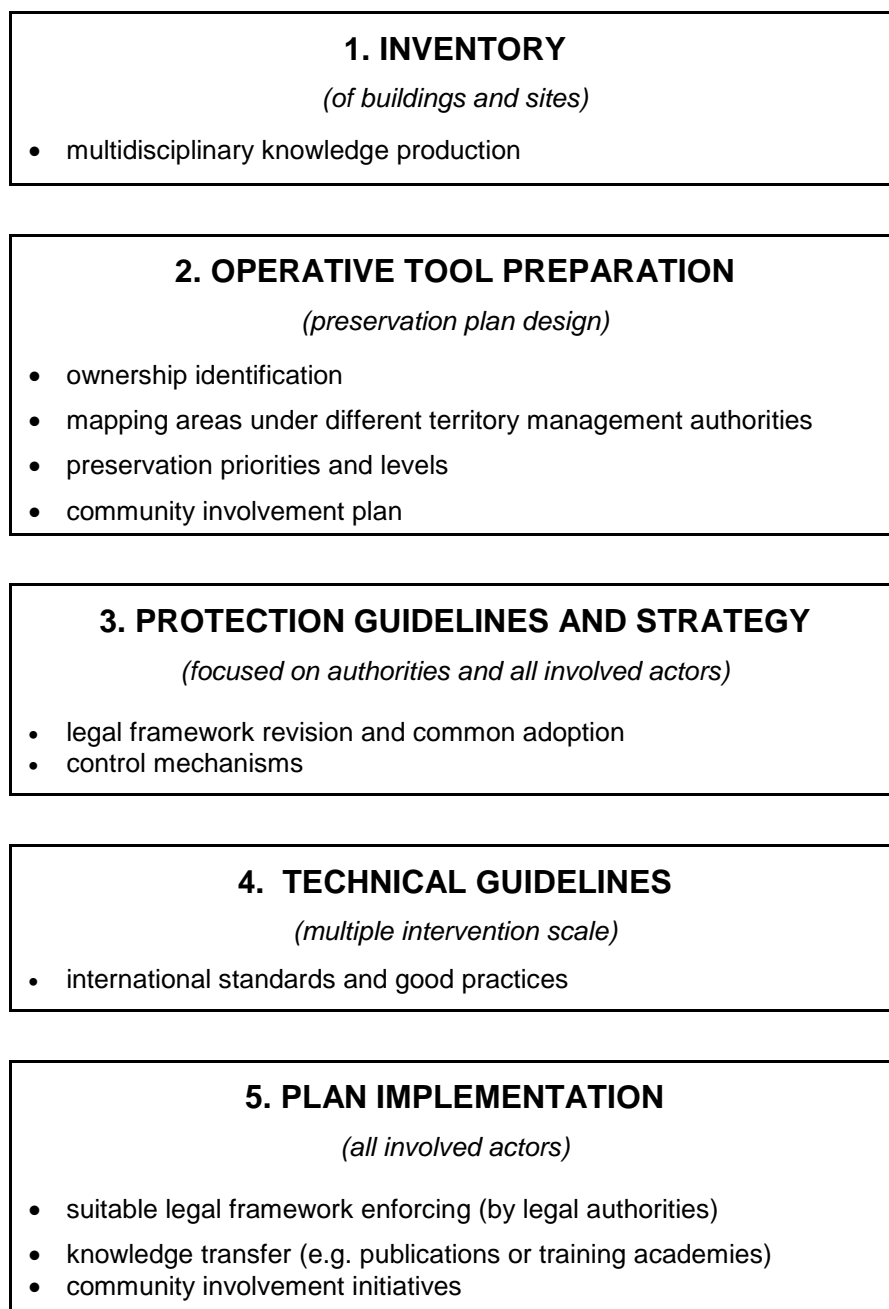 1. INVENTORY
(of buildings and sites)
• multidisciplinary knowledge production
2. OPERATIVE TOOL PREPARATION
(preservation plan design)
• ownership identification
• mapping areas under different territory management authorities
• preservation priorities and levels
• community involvement plan
3. PROTECTION GUIDELINES AND STRATEGY
(focused on authorities and all involved actors)
• legal framework revision and common adoption
• control mechanisms
4. TECHNICAL GUIDELINES
(multiple intervention scale)
• international standards and good practices
5. PLAN IMPLEMENTATION
(all involved actors)
• suitable legal framework enforcing (by legal authorities)
• knowledge transfer (e.g. publications or training academies)
• community involvement initiatives